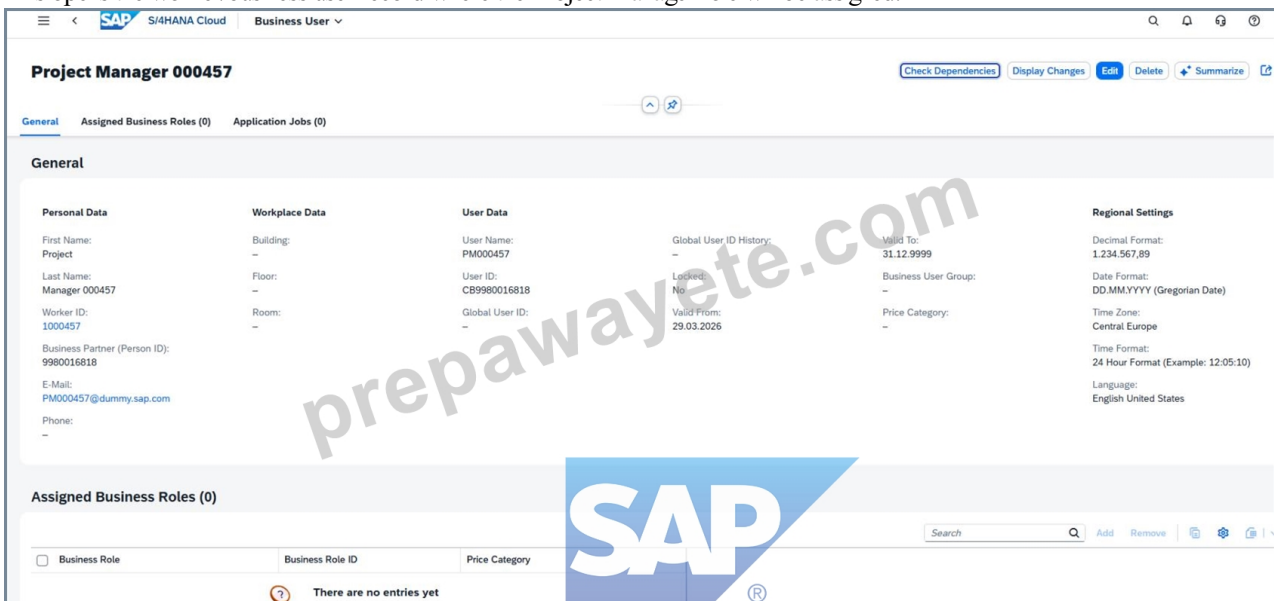 S/4HANA Cloud
Business User
Project Manager 000457
Check Dependencies
Display Changes
Edit
Delete
Summarize
General
Assigned Business Roles (0)
Application Jobs (0)
General
Personal Data
First Name:
Project
Last Name:
Manager 000457
Worker ID:
1000457
Business Partner (Person ID):
9980016818
E-Mail:
PM000457@dummy.sap.com
Phone:
–
Workplace Data
Building:
–
Floor:
–
Room:
–
User Data
User Name:
PM000457
User ID:
CB9980016818
Global User ID:
–
Global User ID History:
–
Locked:
No
Valid From:
29.03.2026
Valid To:
31.12.9999
Business User Group:
–
Price Category:
–
Regional Settings
Decimal Format:
1.234.567,89
Date Format:
DD.MM.YYYY (Gregorian Date)
Time Zone:
Central Europe
Time Format:
24 Hour Format (Example: 12:05:10)
Language:
English United States
Assigned Business Roles (0)
Search
Add
Remove
Business Role
Business Role ID
Price Category
There are no entries yet
SAP
®
prepawayete.com
SAP